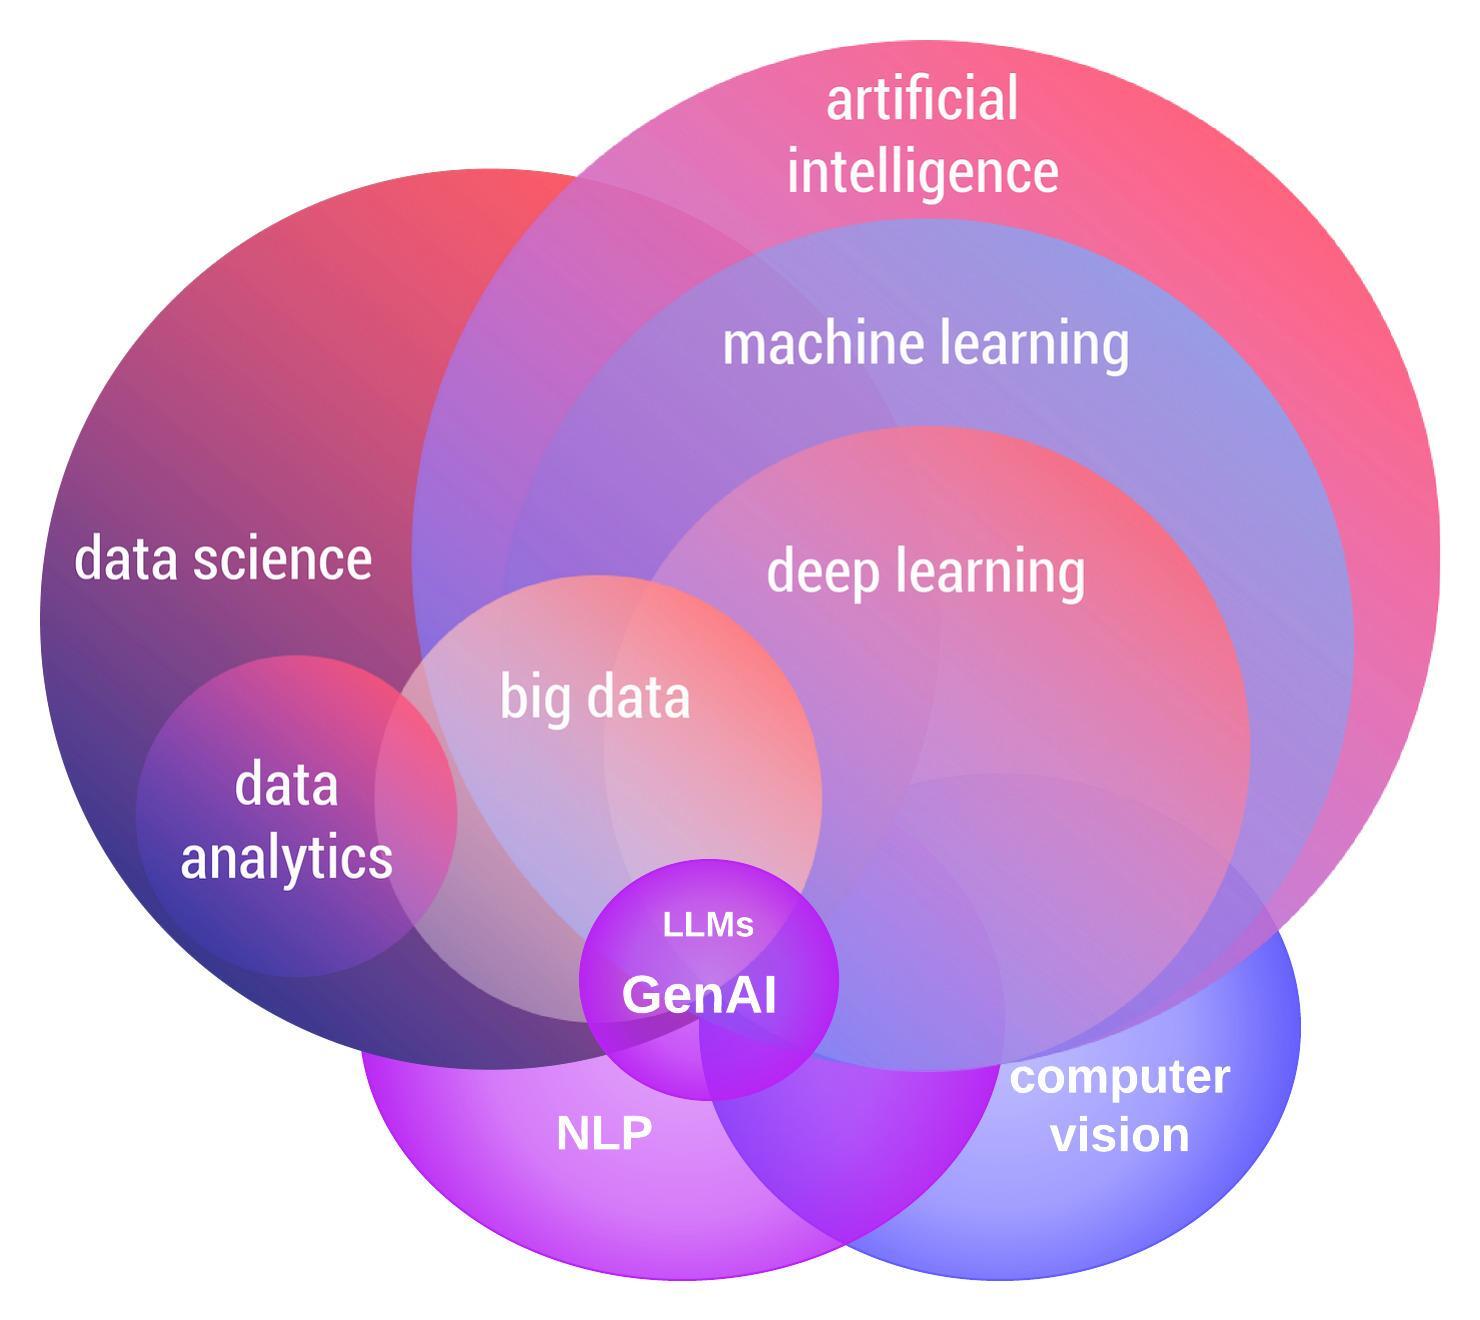 artificial
intelligence
machine learning
data science
deep learning
big data
data
analytics
LLMs
GenAI
computer
vision
NLP